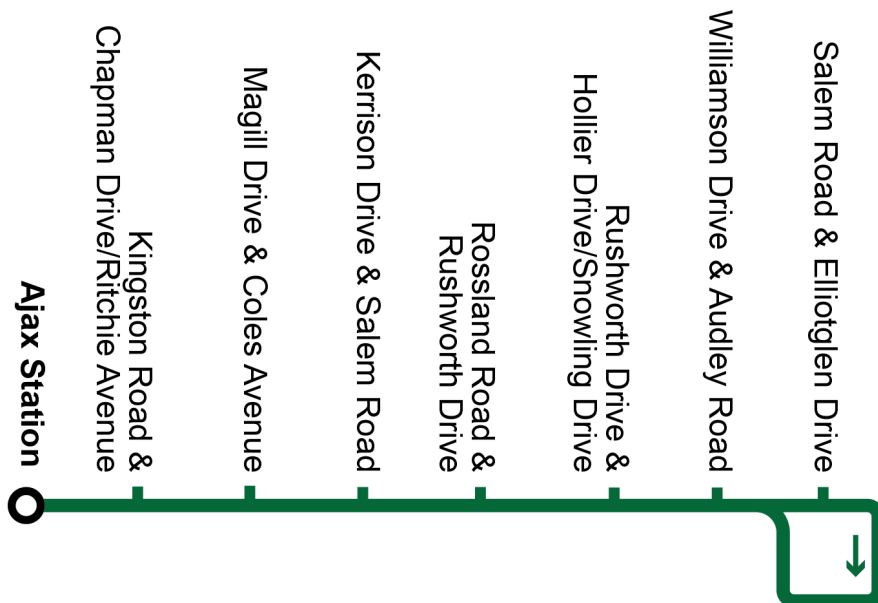 Salem Road & Elliotglen Drive
Williamson Drive & Audley Road
Rushworth Drive &
Hollier Drive/Snowling Drive
Rossland Road &
Rushworth Drive
Kerrison Drive & Salem Road
Magill Drive & Coles Avenue
Kingston Road &
Chapman Drive/Ritchie Avenue
Ajax Station